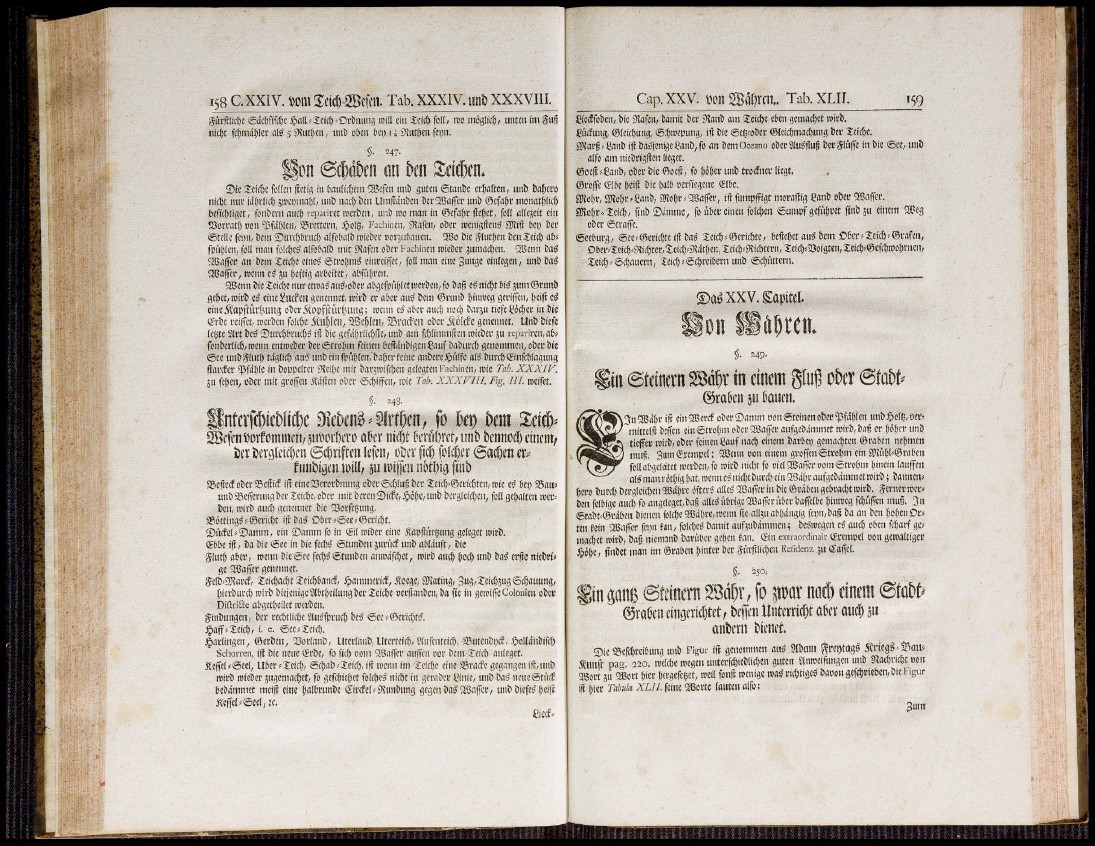 158 C. XXIV. vom Teich-Wesen. Tab. XXXIV. und XXXVIII.
Fürstliche Sächsische Hall-Teich-Ordnung will ein Teich soll, wo möglich, unten im Fuß
nicht schmähler als 5 Ruthen, und oben bey Ruthen seyn.
§. 247.
Von Schäden an den Teichen.
Die Teiche sollen stetig in baulichem Wesen und guten Stande erhalten, und dahero
nicht nur jährlich zweymahl, und nach den Umständen der Wasser und Gefahr monathlich
besichtiget, sondern auch repariret werden, und wo man in Gefahr stehet, soll allezeit ein
Vorrath von Pfählen, Brettern, Holtz, Fachinen, Rasen, oder wenigstens Mist bey der
Stelle seyn, dem Durchbruch alsobald wieder vorzubauen. Wo die Fluthen den Teich ab-
spühlen, soll man solches alsobald mit Rasen oder Fachinen wieder zumachen. Wenn das
Wasser an dem Teiche eines Strohms einreisset, soll man eine Zunge einlegen, und das
Wasser, wenn es zu heftig arbeitet, abführen.
Wenn die Teiche nur etwas aus-oder abgespühlet werden, so daß es nicht bis zum Grund
gehet, wird es eine Lucken genennet, wird er aber aus dem Grund hinweg gerissen, heist es
eine Kapstürtzung oder Kopfstürtzung; wenn es aber auch noch darzu tiefe Löcher in die
Erde reisset, werden solche Kuhlen, Wehlen, Bracken oder Kölcke genennet. Und diese
letzte Art des Durchbruchs ist die gefährlichste, und am schlimmsten wieder zu repariren, ab-
sonderlich, wenn entweder der Strohm seinen beständigen Lauf dadurch genommen, oder die
See und Fluth täglich aus und ein spühlen, daher keine andere Hülfe als durch Einschlagung
starcker Pfähle in doppelter Reihe mit darzwischen gelegten Fachinen, wie Tab. XXXIV.
zu sehen, oder mit grossen Kästen oder Schiffen, wie Tab. XXXVIII. Fig. III. weiset.
§. 248.
Unterschiedliche Redens-Arthen, so bey dem Teich-
Wesen vorkommen, zuvorhero aber nicht berühret, und dennoch einem,
der dergleichen Schriften lesen, oder sich solcher Sachen er-
kundigen will, zu wissen nöthig sind
Besteck oder Bestick ist eine Verordnung oder Schluß der Teich-Gerichten, wie es bey Bau-
und Besserung der Teiche, oder mit deren Dicke, Höhe, und dergleichen, soll gehalten wer-
den, wird auch genennet die Vorsetzung.
Böttings-Gericht ist das Ober-See-Gericht.
Dückel-Damm, ein Damm so in Eil wider eine Kapstürtzung geleget wird.
Ebbe ist, da die See in die sechs Stunden zurück und abläuft, die
Fluth aber, wenn die See sechs Stunden anwächset, wird auch hoch und das erste niedri-
ge Wasser genennet.
Feld-Marck, Teichacht Teichbanck, Hammerick, Kooge, Mating, Zug, Teichzug Schauung,
hierdurch wird diejenige Abtheilung der Teiche verstanden, da sie in gewisse Colonien oder
Districte abgetheilet werden.
Findungen, der rechtliche Ausspruch des See-Gerichts.
Haff-Teich, i. e. See-Teich.
Harlingen, Gerden, Vorland, Uterland, Uterteich, Aussenteich, Butendyck, Holländisch
Schorren, ist die neue Erde, so sich vom Wasser aussen vor dem Teich anleget.
Kessel-Seel, Uber-Teich, Schad-Teich, ist wenn im Teiche eine Bracke gegangen ist, und
wird wieder zugemachet, so geschiehet solches nicht in gerader Linie, und das neue Stück
bedämmet meist eine halbrunde Circkel-Rundung gegen das Wasser, und dieses heist
Kessel-Seel, ꝛc.
Lieck-
Cap. XXV. von Währen.. Tab. XLII. 159
Liecksoden, die Rasen, damit der Rand am Teiche eben gemachet wird.
Lückung, Gleichung, Schwepung, ist die Setz-oder Gleichmachung der Teiche.
Marß-Land ist dasjenige Land, so an dem Oceano oder Ausfluß der Flüsse in die See, und
also am niedrigsten lieget.
Goest-Land, oder die Goest, so höher und trockner liegt.
Grosse Elbe heist die halb versiegene Elbe.
Mohr, Mohr-Land, Mohr-Wasser, ist sumpffigt morastig Land oder Wasser.
Mohr-Teich, sind Dämme, so über einen solchen Sumpf geführet sind zu einem Weg
oder Strasse.
Seeburg, See-Gerichte ist das Teich-Gerichte, bestehet aus dem Ober-Teich-Grafen,
Ober-Teich-Richter, Teich-Räthen, Teich-Richtern, Teich-Voigten, Teich-Geschwohrnen,
Teich-Schauern, Teich-Schreibern und Schüttern.
Das XXV. Capitel.
Von Währen.
§. 249.
Ein Steinern Währ in einem Fluß oder Stadt-
Graben zu bauen.
EIn Währ ist ein Werck oder Damm von Steinen oder Pfählen und Holtz, ver-
mittelst dessen ein Strohm oder Wasser aufgedämmet wird, daß er höher und
tieffer wird, oder seinen Lauf nach einem darbey gemachten Graben nehmen
muß. Zum Exempel: Wenn von einem grossen Strohm ein Mühl-Graben
soll abgeleitet werden, so wird nicht so viel Wasser vom Strohm hinein lauffen
als man nöthig hat, wenn es nicht durch ein Währ aufgedämmet wird; dannen-
hero durch dergleichen Währe öfters alles Wasser in die Gräben gebracht wird. Ferner wer-
den selbige auch so angeleget, daß alles übrige Wasser über dasselbe hinweg schüssen muß. In
Stadt-Gräben dienen solche Währe, wenn sie allzu abhängig seyn, daß da an den hohen Or-
ten kein Wasser seyn kan, solches damit aufzudämmen; deswegen es auch oben scharf ge-
machet wird, daß niemand darüber gehen kan. Ein extraordinair Exempel von gewaltiger
Höhe, findet man im Graben hinter der Fürstlichen Residenz zu Cassel.
§. 250.
Ein gantz Steinern Währ, so zwar nach einem Stadt-
Graben eingerichtet, dessen Unterricht aber auch zu
andern dienet.
Die Beschreibung und Figur ist genommen aus Adam Freytags Kriegs-Bau-
Kunst pag. 220. welche wegen unterschiedlichen guten Anweisungen und Nachricht von
Wort zu Wort hier hergesetzet, weil sonst wenige was richtiges davon geschrieben, die Figur
ist hier Tabula XLII. seine Worte lauten also:
Zum